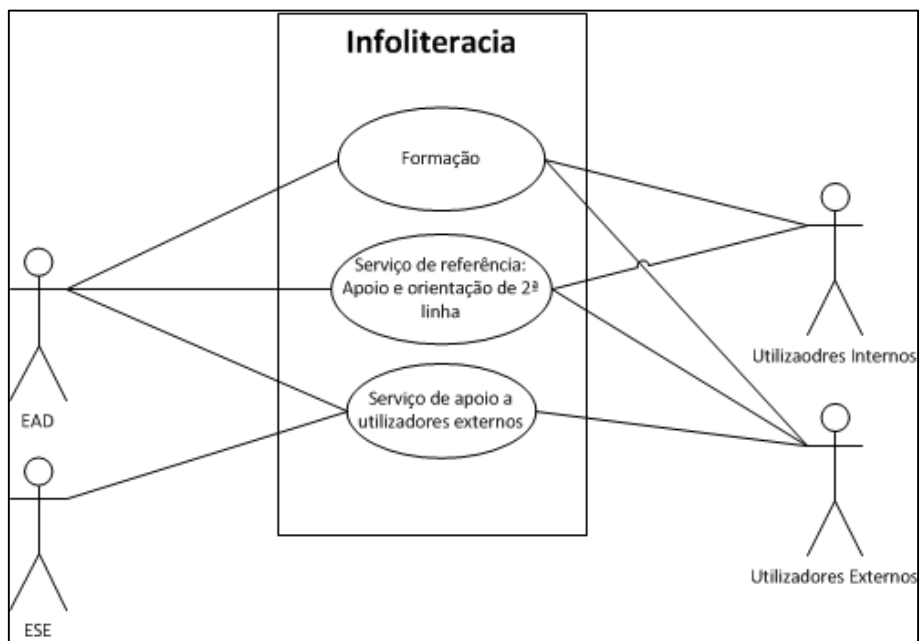 Infoliteracia
Formação
Serviço de referência:
Apoio e orientação de 2ª
linha
Serviço de apoio a
utilizadores externos
EAD
ESE
Utilizaodres Internos
Utilizadores Externos